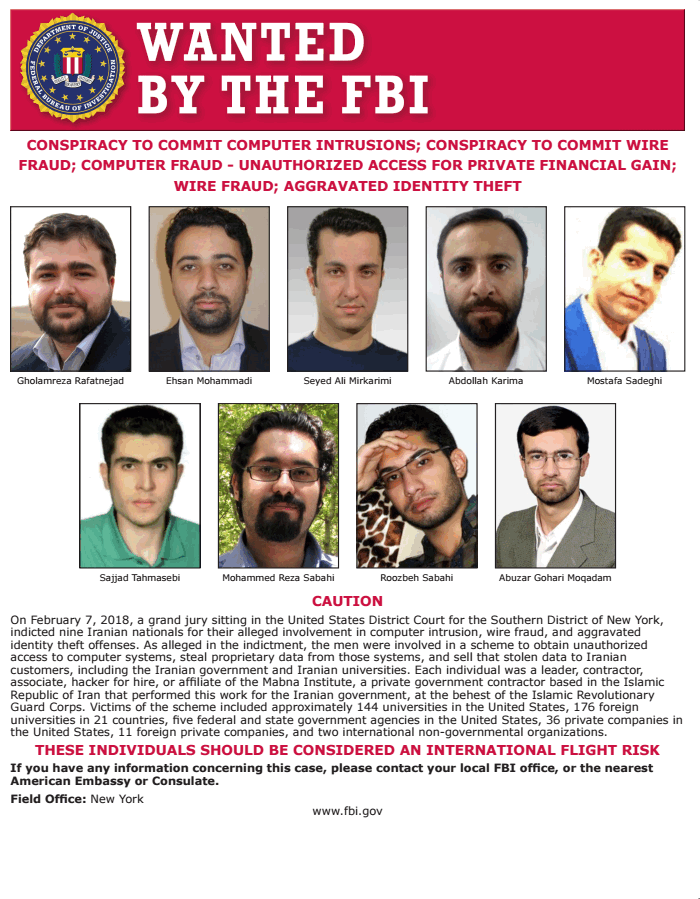 DEPARTMENT OF JUSTICE
FEDERAL BUREAU OF INVESTIGATION
WANTED
BY THE FBI
CONSPIRACY TO COMMIT COMPUTER INTRUSIONS; CONSPIRACY TO COMMIT WIRE
FRAUD; COMPUTER FRAUD - UNAUTHORIZED ACCESS FOR PRIVATE FINANCIAL GAIN;
WIRE FRAUD; AGGRAVATED IDENTITY THEFT
Gholamreza Rafatnejad
Ehsan Mohammadi
Seyed Ali Mirkarimi
Abdollah Karima
Mostafa Sadeghi
Sajjad Tahmasebi
Mohammed Reza Sabahi
Roozbeh Sabahi
Abuzar Gohari Moqadam
CAUTION
On February 7, 2018, a grand jury sitting in the United States District Court for the Southern District of New York,
indicted nine Iranian nationals for their alleged involvement in computer intrusion, wire fraud, and aggravated
identity theft offenses. As alleged in the indictment, the men were involved in a scheme to obtain unauthorized
access to computer systems, steal proprietary data from those systems, and sell that stolen data to Iranian
customers, including the Iranian government and Iranian universities. Each individual was a leader, contractor,
associate, hacker for hire, or affiliate of the Mabna Institute, a private government contractor based in the Islamic
Republic of Iran that performed this work for the Iranian government, at the behest of the Islamic Revolutionary
Guard Corps. Victims of the scheme included approximately 144 universities in the United States, 176 foreign
universities in 21 countries, five federal and state government agencies in the United States, 36 private companies in
the United States, 11 foreign private companies, and two international non-governmental organizations.
THESE INDIVIDUALS SHOULD BE CONSIDERED AN INTERNATIONAL FLIGHT RISK
If you have any information concerning this case, please contact your local FBI office, or the nearest
American Embassy or Consulate.
Field Office: New York
www.fbi.gov